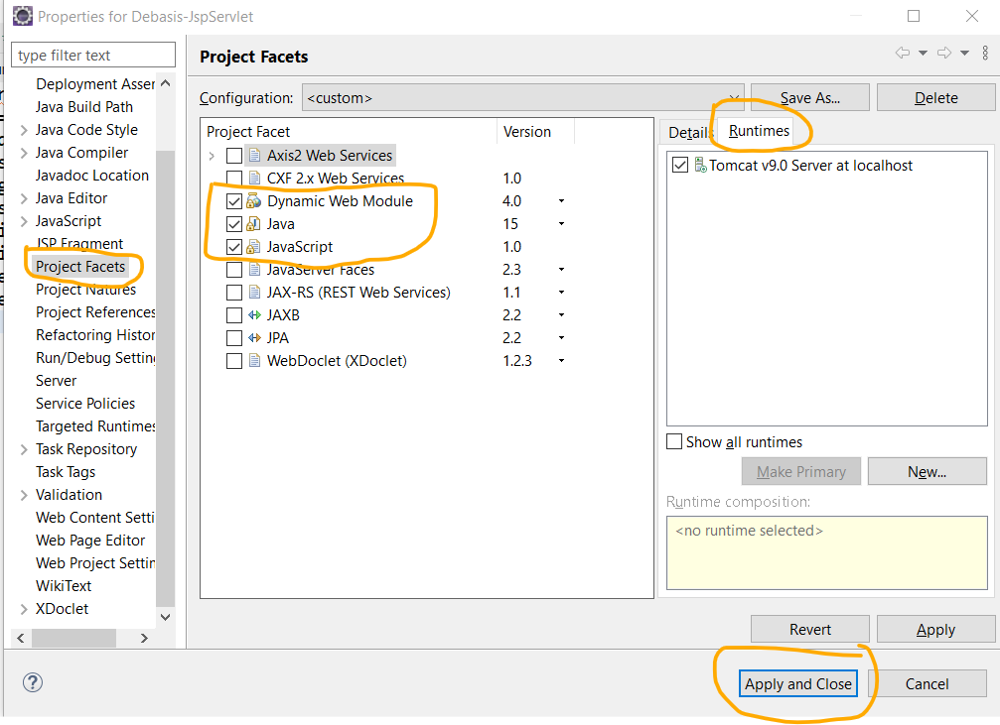 Properties for Debasis-JspServlet
type filter text
Project Facets
Deployment Asser
Java Build Path
Java Code Style
Java Compiler
Javadoc Location
Java Editor
JavaScript
JSP Fragment
Project Facets
Project Natures
Project References
Refactoring Histor
Run/Debug Settin
Server
Service Policies
Targeted Runtimes
Task Repository
Task Tags
Validation
Web Content Setti
Web Page Editor
Web Project Settin
WikiText
XDoclet
Configuration: <custom> Save As... Delete
Project Facet Version
Axis2 Web Services
CXF 2.x Web Services 1.0
Dynamic Web Module 4.0
Java 15
JavaScript 1.0
JavaServer Faces 2.3
JAX-RS (REST Web Services) 1.1
JAXB 2.2
JPA 2.2
WebDoclet (XDoclet) 1.2.3
Details Runtimes
Tomcat v9.0 Server at localhost
Show all runtimes
Make Primary New...
Runtime composition:
<no runtime selected>
Revert Apply
Apply and Close Cancel